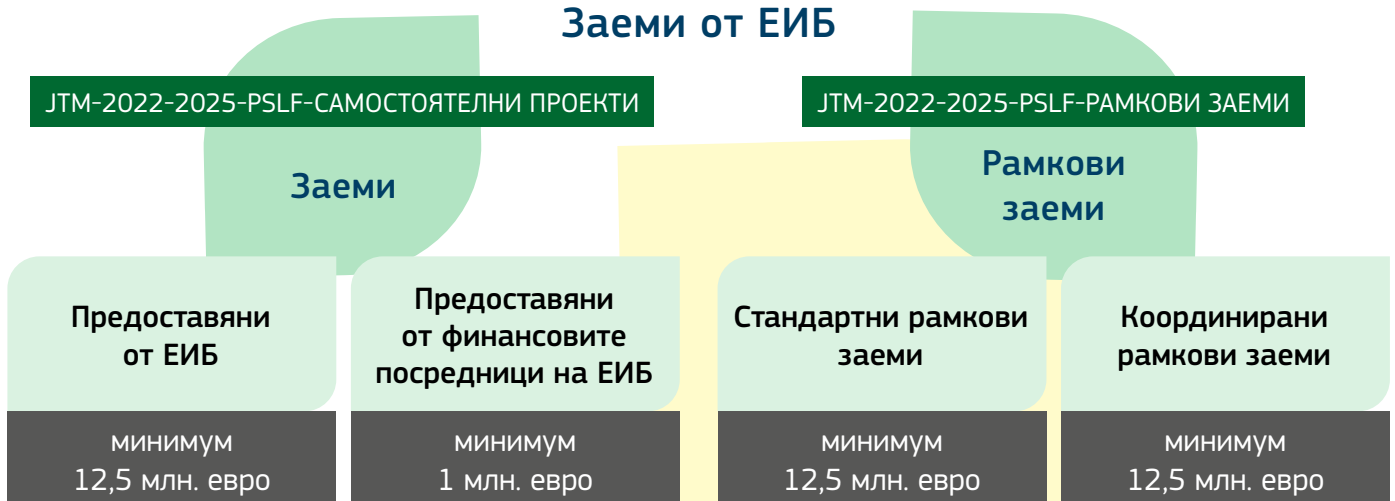 Заеми от ЕИБ
JTM-2022-2025-PSLF-САМОСТОЯТЕЛНИ ПРОЕКТИ
JTM-2022-2025-PSLF-РАМКОВИ ЗАЕМИ
Заеми
Рамкови
заеми
Предоставяни
от ЕИБ
минимум
12,5 млн. евро
Предоставяни
от финансовите
посредници на ЕИБ
минимум
1 млн. евро
Стандартни рамкови
заеми
минимум
12,5 млн. евро
Координирани
рамкови заеми
минимум
12,5 млн. евро